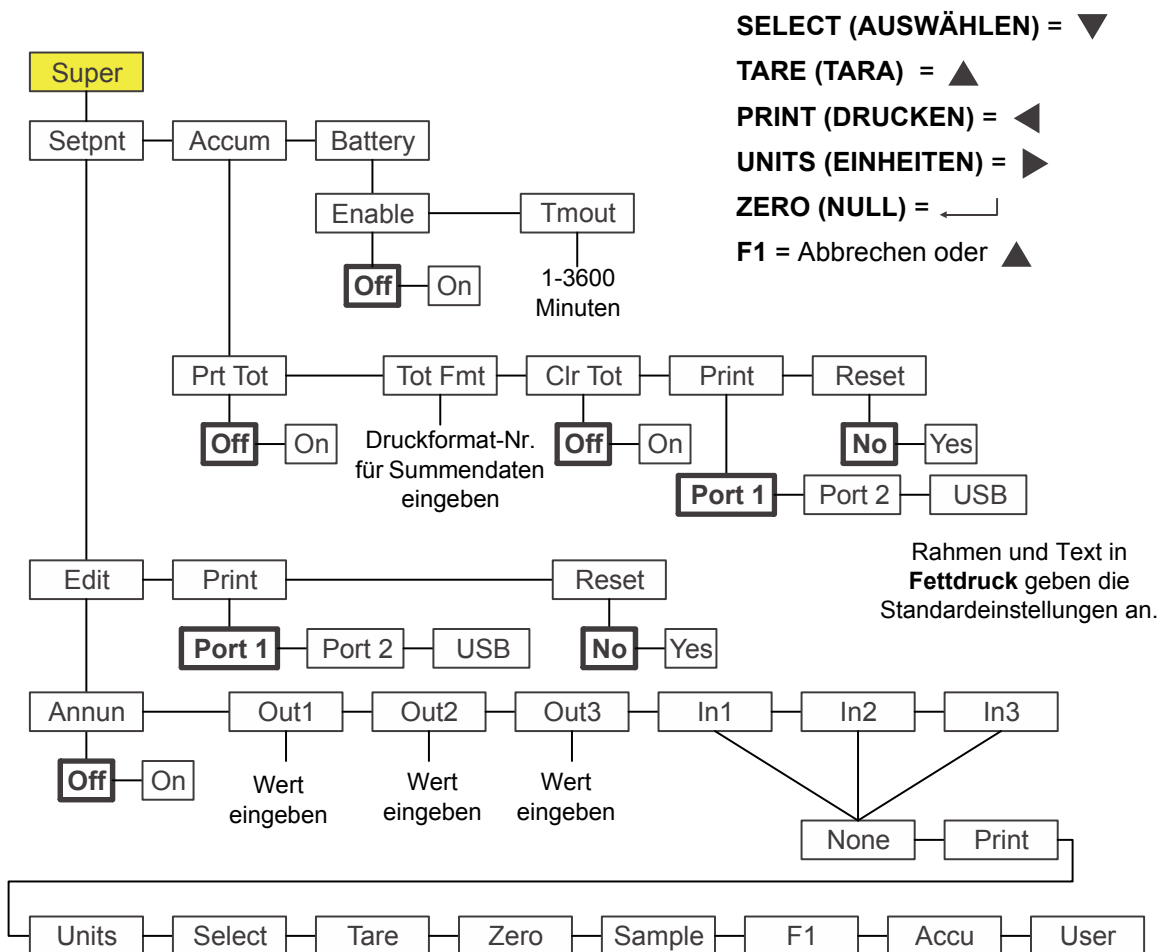 SELECT (AUSWÄHLEN) =
TARE (TARA) =
PRINT (DRUCKEN) =
UNITS (EINHEITEN) =
ZERO (NULL) =
F1 = Abbrechen oder
Super
Setpnt Accum Battery
Enable Tmout
Off On
1-3600
Minuten
Prt Tot Tot Fmt Clr Tot Print Reset
Off On
Druckformat-Nr.
für Summendaten
eingeben
Off On
No Yes
Port 1 Port 2 USB
Rahmen und Text in
Fettdruck geben die
Standardeinstellungen an.
Edit Print Reset
Port 1 Port 2 USB
No Yes
Annun Out1 Out2 Out3 In1 In2 In3
Off On
Wert
eingeben
Wert
eingeben
Wert
eingeben
None Print
Units Select Tare Zero Sample F1 Accu User